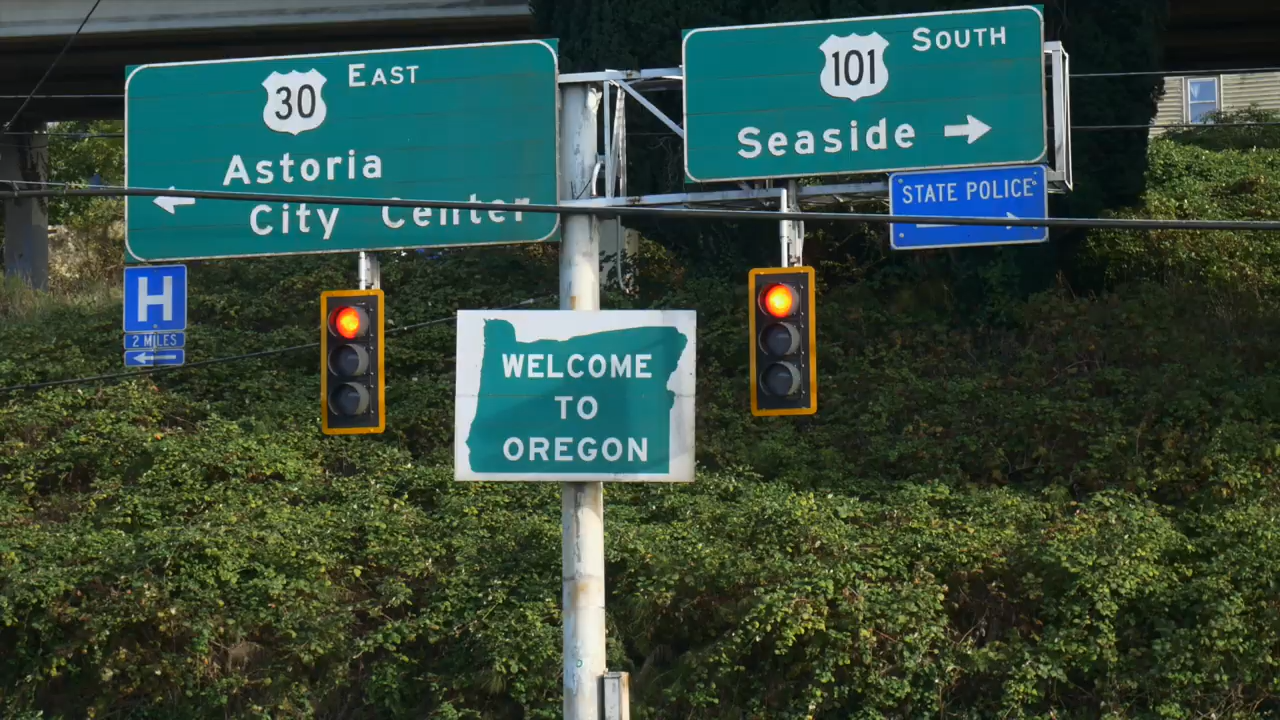 30 EAST
Astoria
City Center
101 SOUTH
Seaside
STATE POLICE
H
2 MILES
WELCOME
TO
OREGON